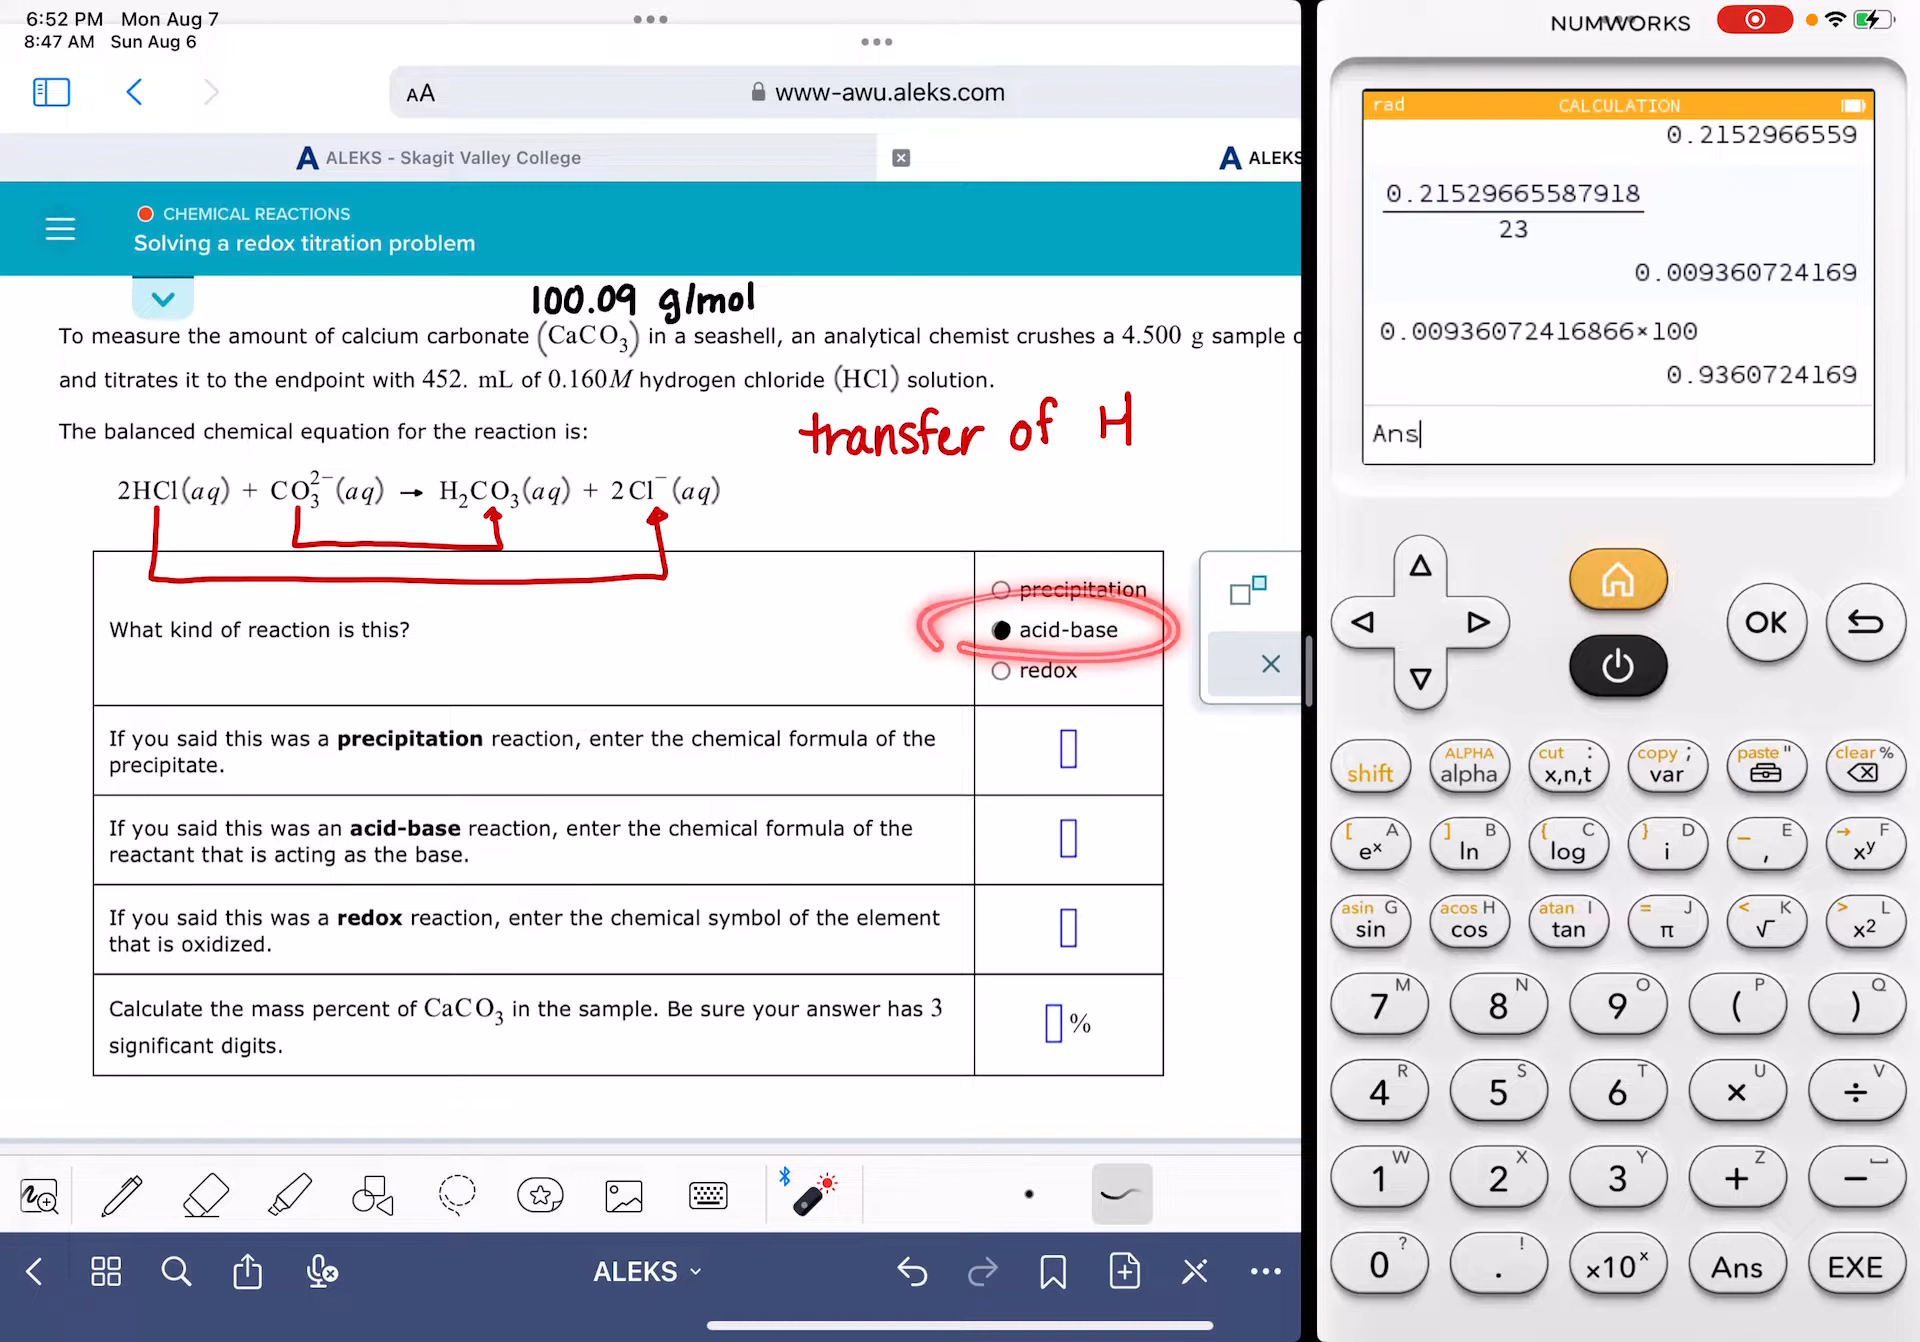 6:52 PM Mon Aug 7
8:47 AM Sun Aug 6
AA
www-awu.aleks.com
ALEKS - Skagit Valley College
ALEKS
CHEMICAL REACTIONS
Solving a redox titration problem
100.09 g/mol
To measure the amount of calcium carbonate (CaCO₃) in a seashell, an analytical chemist crushes a 4.500 g sample
and titrates it to the endpoint with 452. mL of 0.160M hydrogen chloride (HCl) solution.
transfer of H
The balanced chemical equation for the reaction is:
2HCl(aq) + CO₃²⁻(aq) → H₂CO₃(aq) + 2Cl⁻(aq)
What kind of reaction is this?
precipitation
acid-base
redox
If you said this was a precipitation reaction, enter the chemical formula of the
precipitate.
If you said this was an acid-base reaction, enter the chemical formula of the
reactant that is acting as the base.
If you said this was a redox reaction, enter the chemical symbol of the element
that is oxidized.
Calculate the mass percent of CaCO₃ in the sample. Be sure your answer has 3
significant digits.
%
ALEKS
NUMWORKS
rad CALCULATION
0.2152966559
0.21529665587918
23
0.009360724169
0.00936072416866×100
0.9360724169
Ans
OK
ALPHA cut : copy ; paste " clear %
shift alpha x,n,t var
[ A ] B { C } D _ E → F
eˣ ln log i , xʸ
asin G acos H atan I = J < K > L
sin cos tan π √ x²
M N O P Q
7 8 9 ( )
R S T U V
4 5 6 × ÷
W X Y Z
1 2 3 + −
? !
0 . ×10ˣ Ans EXE